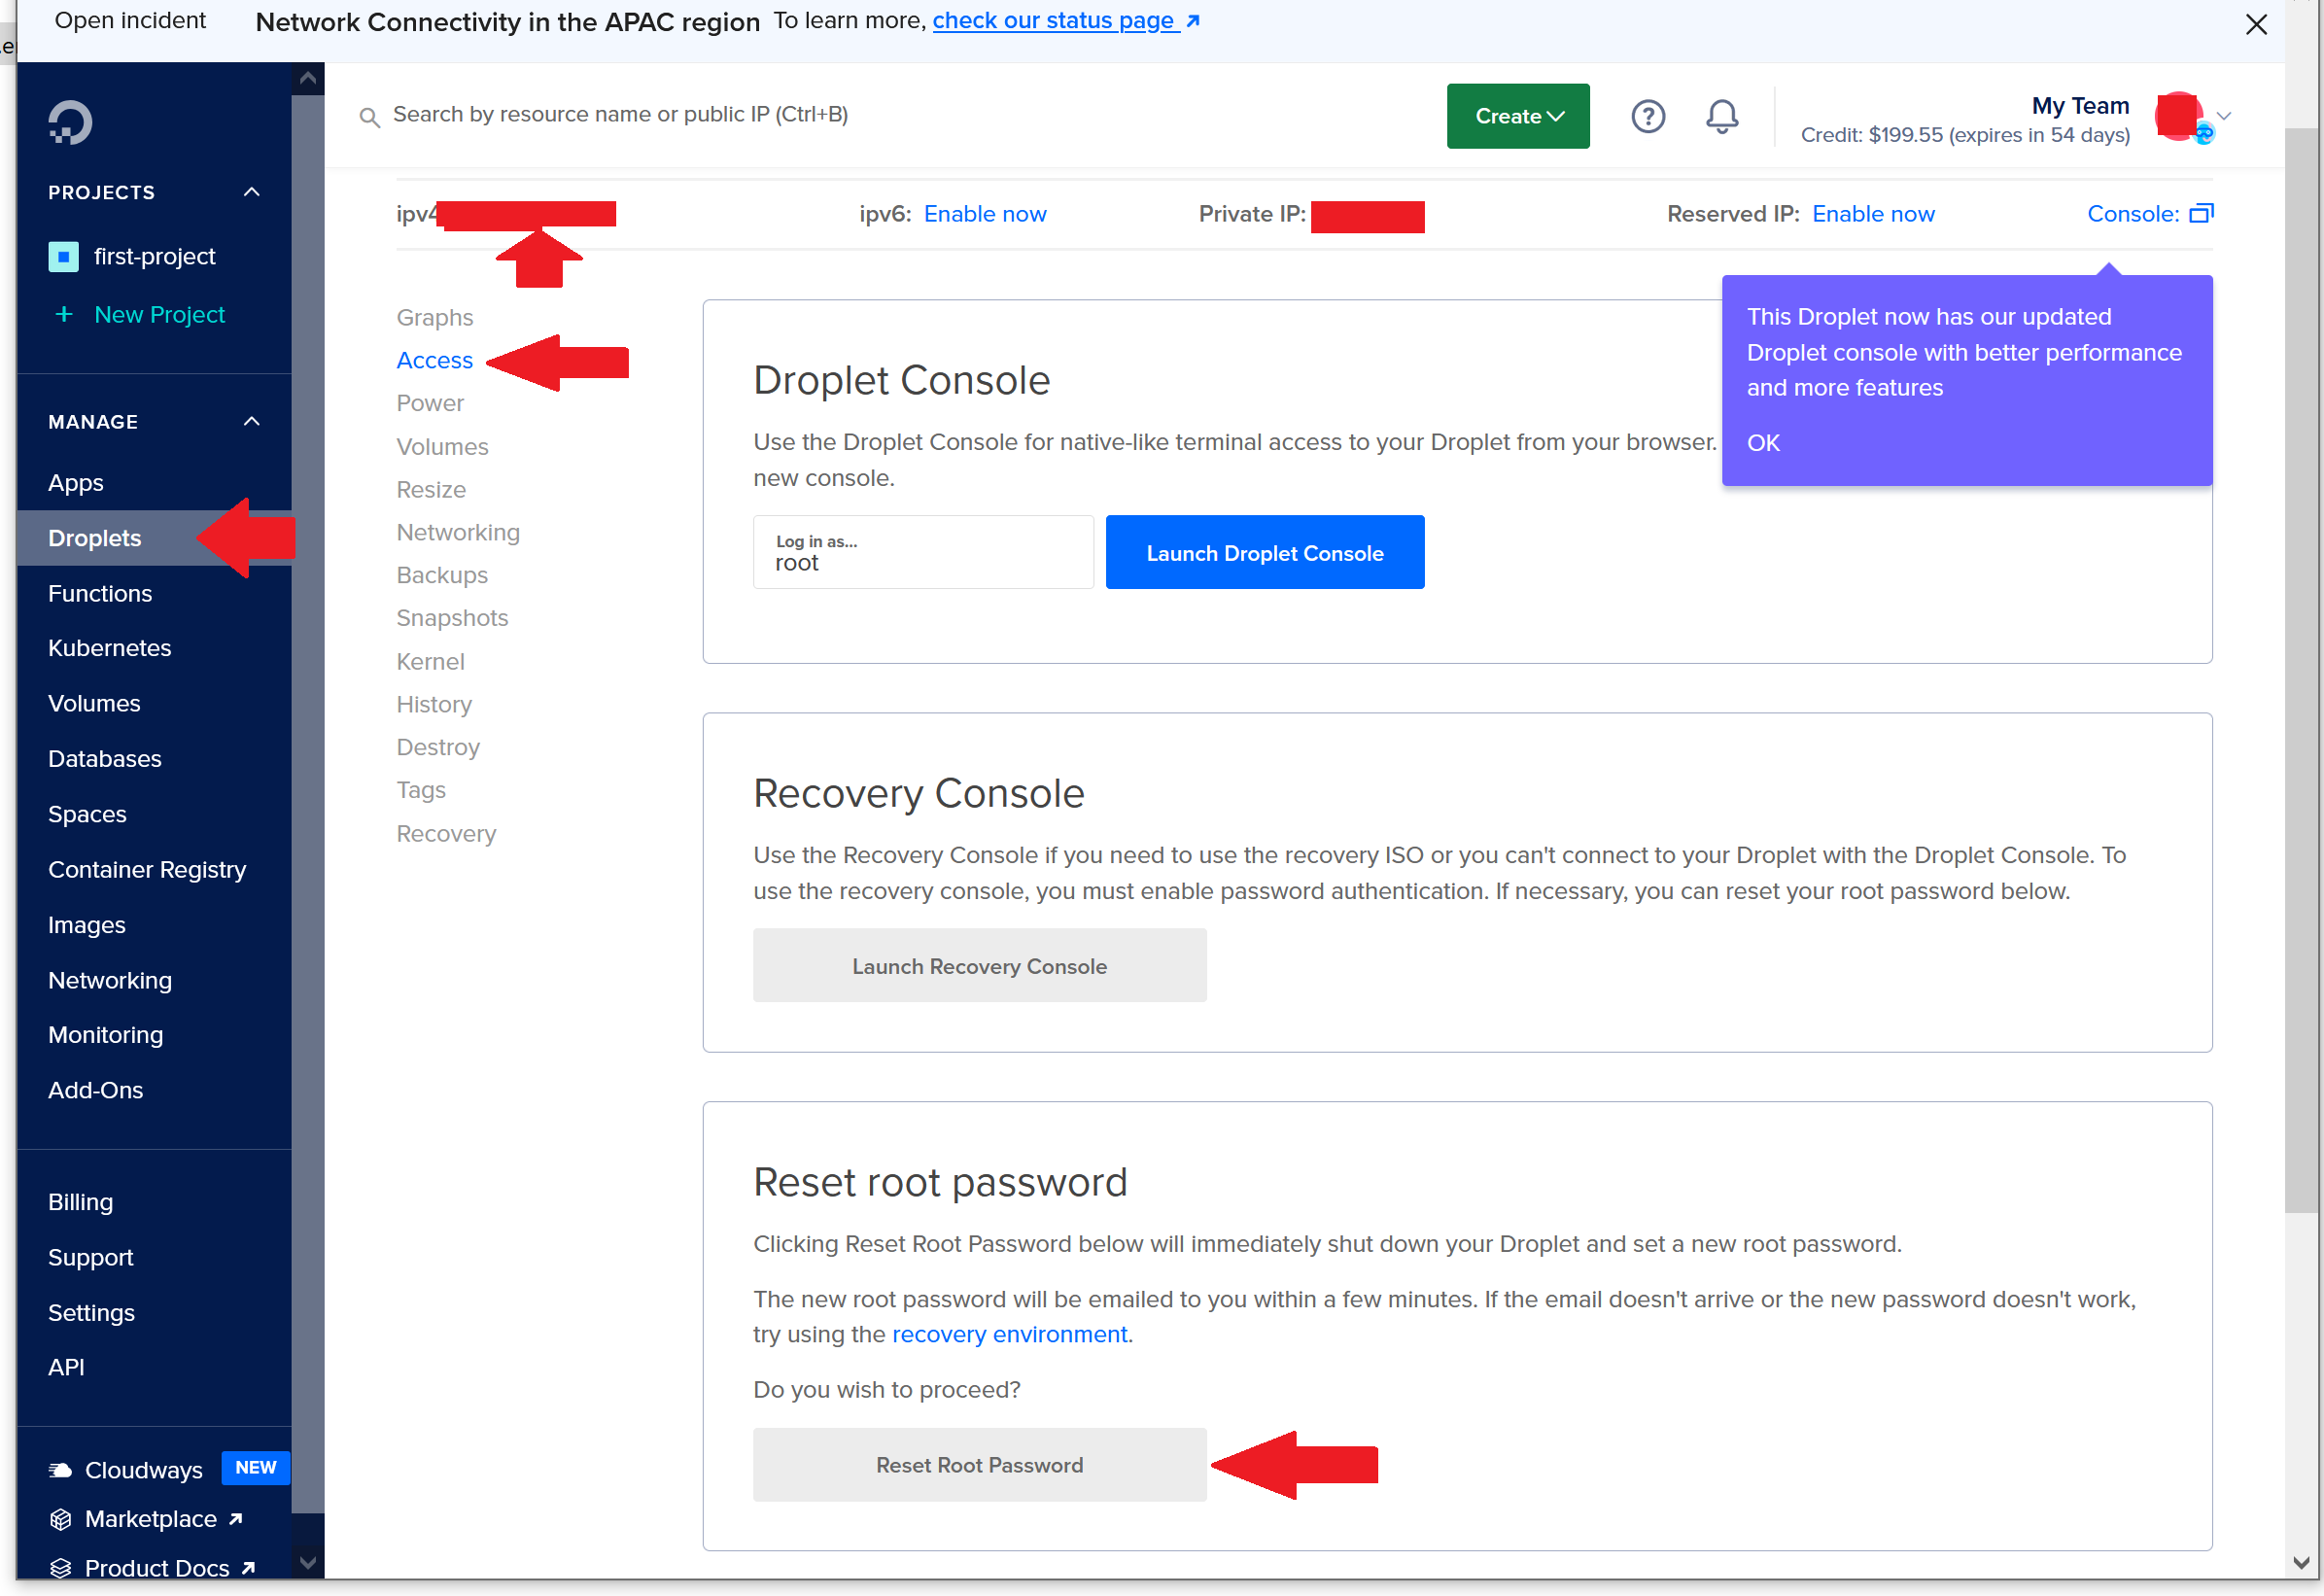 Open incident Network Connectivity in the APAC region To learn more, check our status page
Search by resource name or public IP (Ctrl+B)
Create
My Team
Credit: $199.55 (expires in 54 days)
PROJECTS
first-project
+ New Project
MANAGE
Apps
Droplets
Functions
Kubernetes
Volumes
Databases
Spaces
Container Registry
Images
Networking
Monitoring
Add-Ons
Billing
Support
Settings
API
Cloudways NEW
Marketplace
Product Docs
ipv4
ipv6: Enable now
Private IP:
Reserved IP: Enable now
Console:
Graphs
Access
Power
Volumes
Resize
Networking
Backups
Snapshots
Kernel
History
Destroy
Tags
Recovery
This Droplet now has our updated
Droplet console with better performance
and more features
OK
Droplet Console
Use the Droplet Console for native-like terminal access to your Droplet from your browser.
new console.
Log in as...
root
Launch Droplet Console
Recovery Console
Use the Recovery Console if you need to use the recovery ISO or you can't connect to your Droplet with the Droplet Console. To
use the recovery console, you must enable password authentication. If necessary, you can reset your root password below.
Launch Recovery Console
Reset root password
Clicking Reset Root Password below will immediately shut down your Droplet and set a new root password.
The new root password will be emailed to you within a few minutes. If the email doesn't arrive or the new password doesn't work,
try using the recovery environment.
Do you wish to proceed?
Reset Root Password